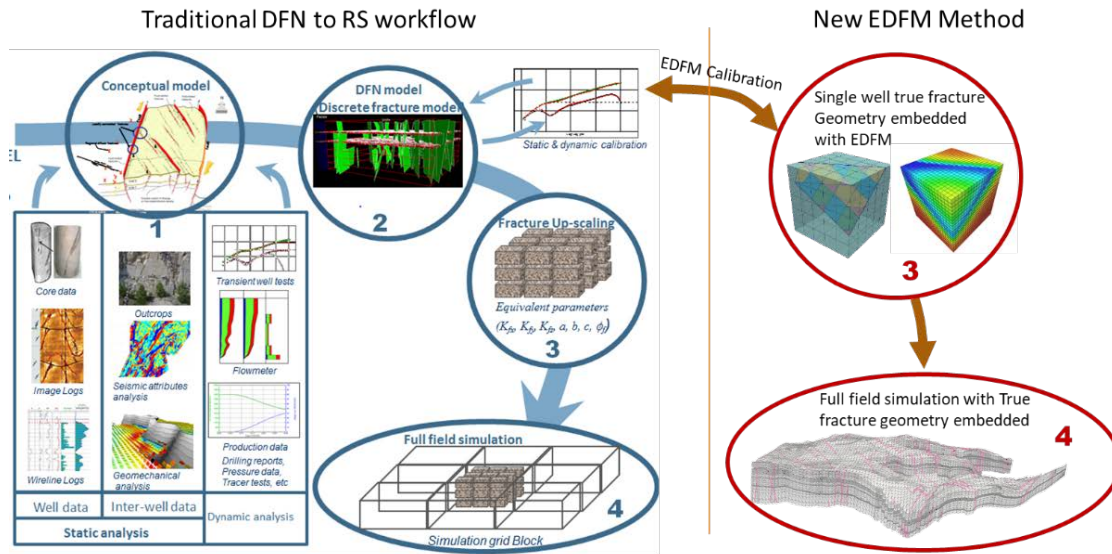 Traditional DFN to RS workflow
New EDFM Method
Conceptual model
1
DFN model
Discrete fracture model
2
Static & dynamic calibration
EDFM Calibration
Single well true fracture
Geometry embedded
with EDFM
3
Fracture Up-scaling
Equivalent parameters
(Kfx, Kfy, Kfz, a, b, c, ϕf)
3
Core data
Outcrops
Transient well tests
Image Logs
Seismic attributes
analysis
Flowmeter
Wireline Logs
Geomechanical
analysis
Production data
Drilling reports,
Pressure data,
Tracer tests, etc
Well data
Inter-well data
Dynamic analysis
Static analysis
Full field simulation
4
Simulation grid Block
Full field simulation with True
fracture geometry embedded
4